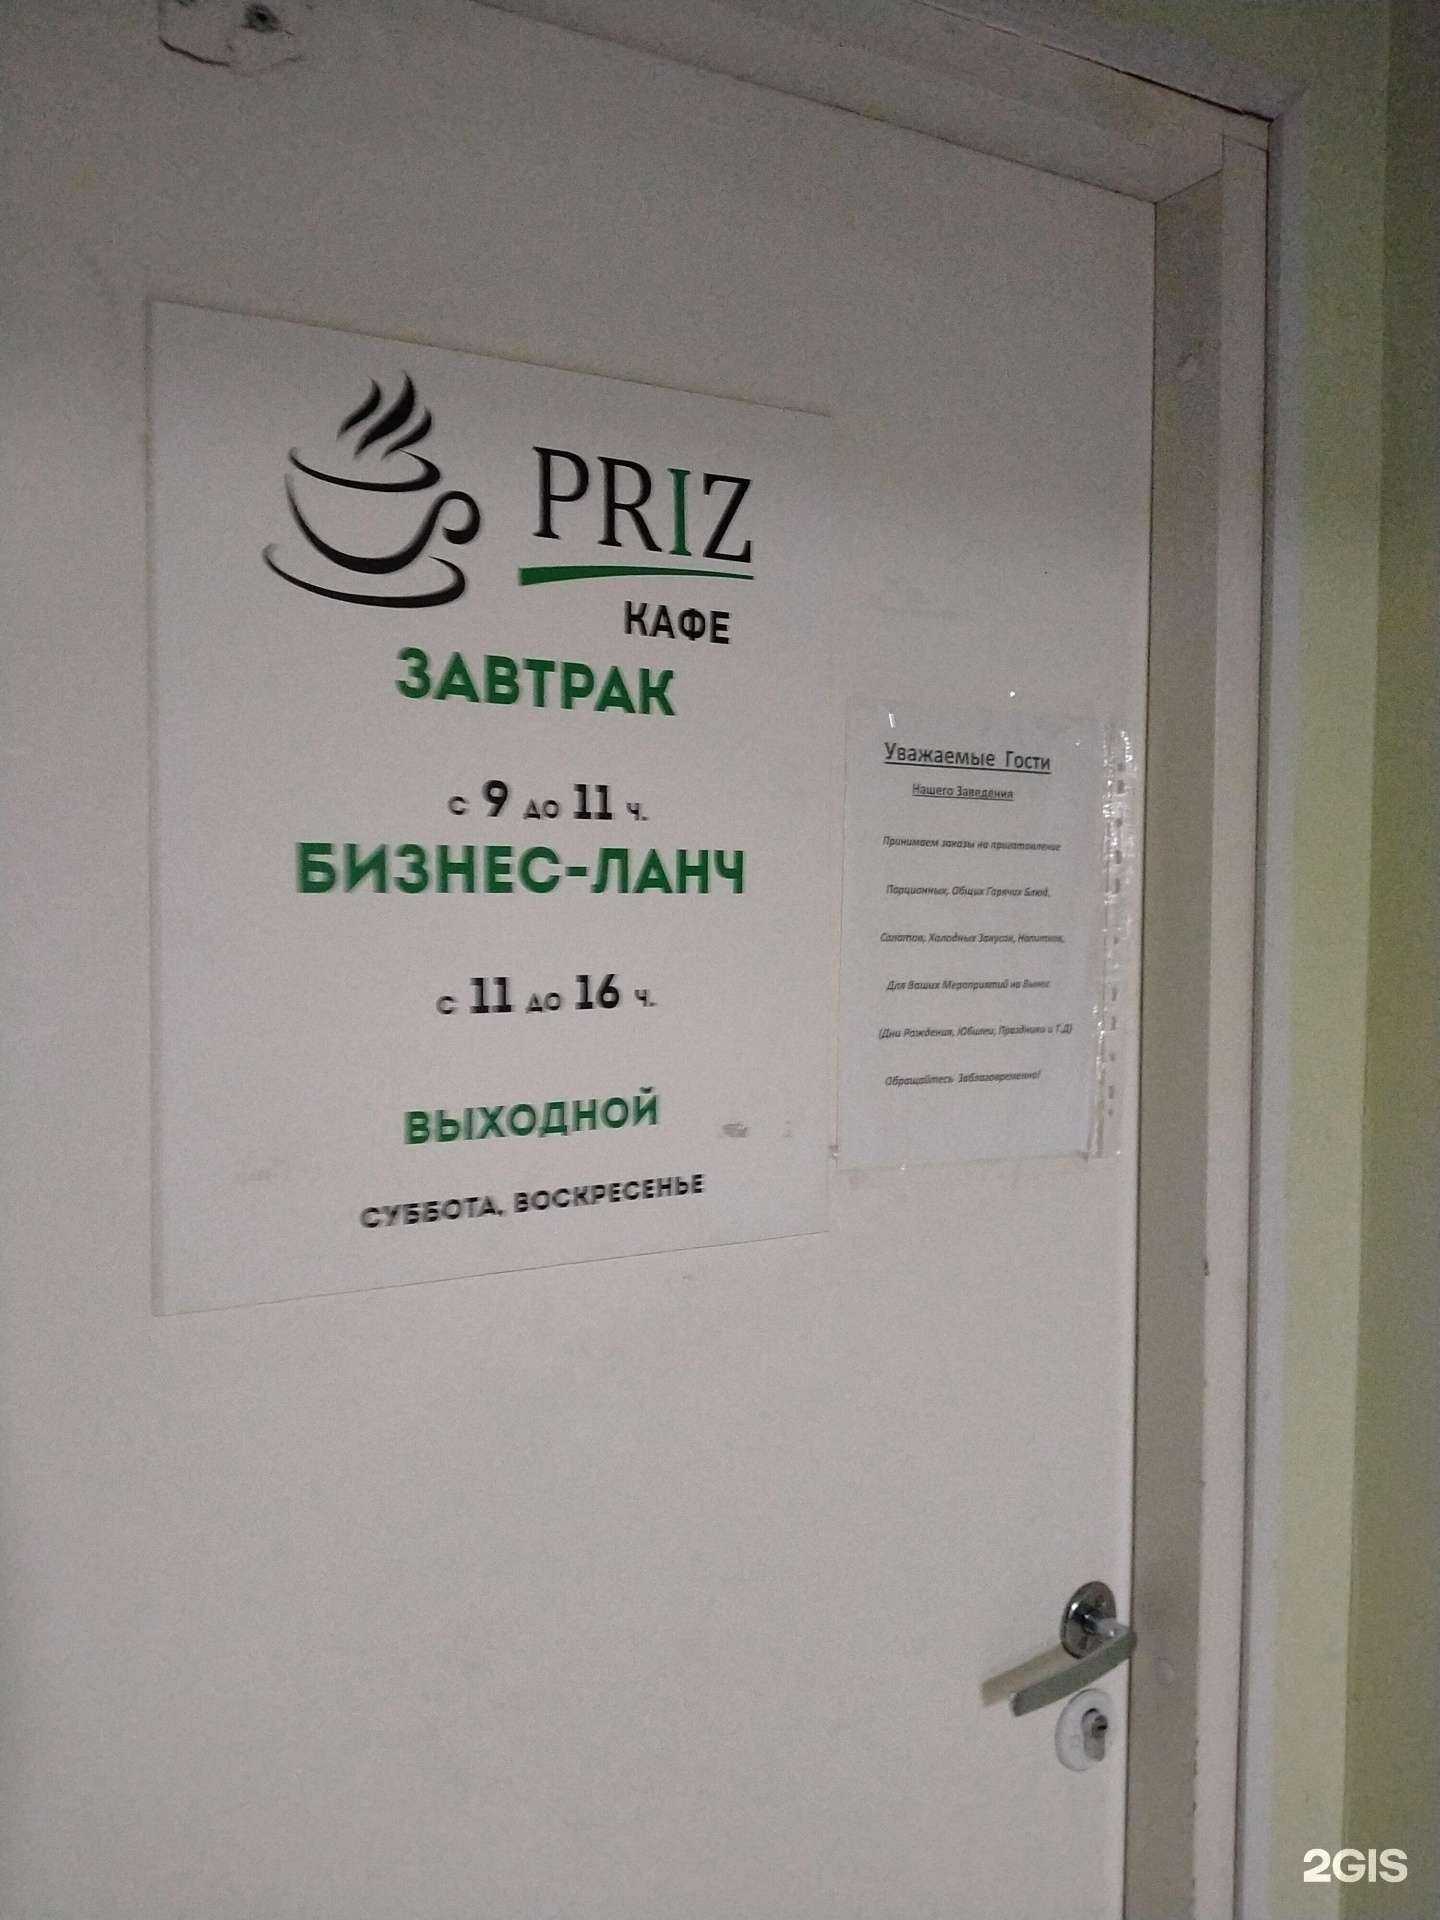 PRIZ
КАФЕ
ЗАВТРАК
с 9 до 11 ч.
БИЗНЕС-ЛАНЧ
с 11 до 16 ч.
ВЫХОДНОЙ
СУББОТА, ВОСКРЕСЕНЬЕ
Уважаемые Гости
Нашего Заведения
Принимаем заказы на приготовление
Порционных, Общих Горячих Блюд,
Салатов, Холодных Закусок, Напитков,
Для Ваших Мероприятий на Вынос
(Дни Рождения, Юбилеи, Праздники и Т.Д)
Обращайтесь Заблаговременно!
2GIS